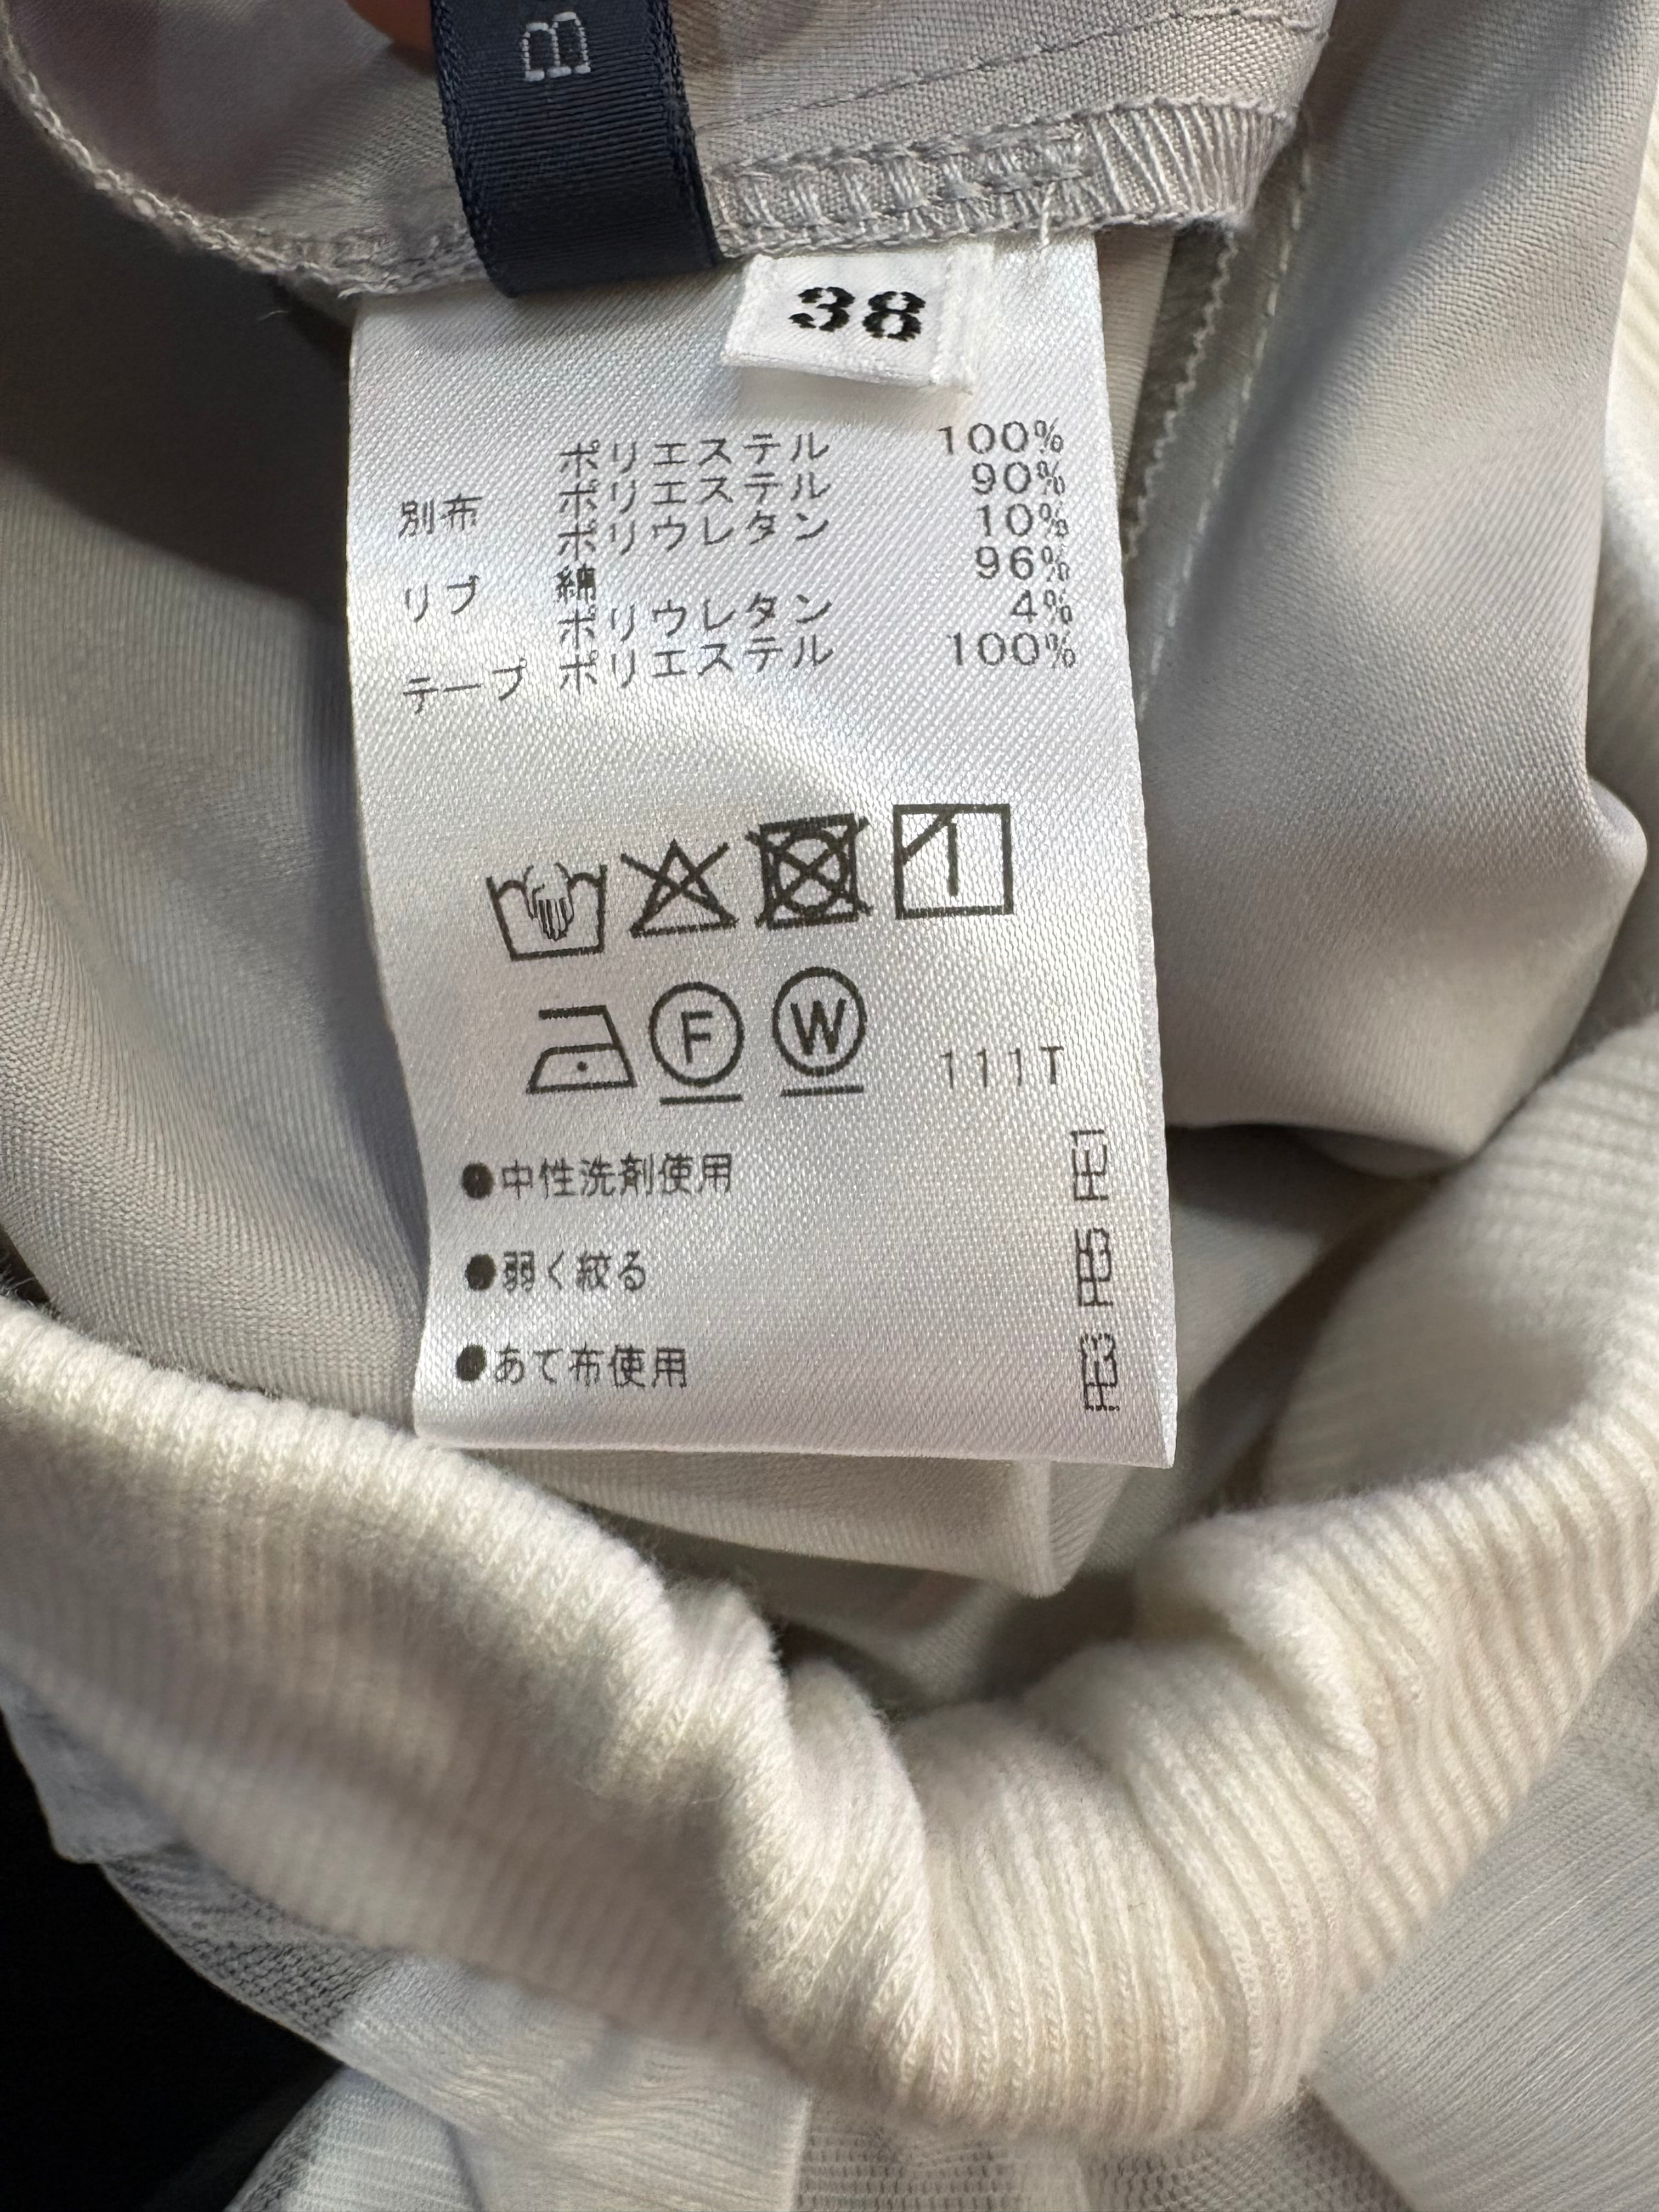 B
38
ポリエステル 100%
別布 ポリエステル 90%
ポリウレタン 10%
リブ 綿 96%
ポリウレタン 4%
テープ ポリエステル 100%
F W 111T
●中性洗剤使用
●弱く絞る
●あて布使用